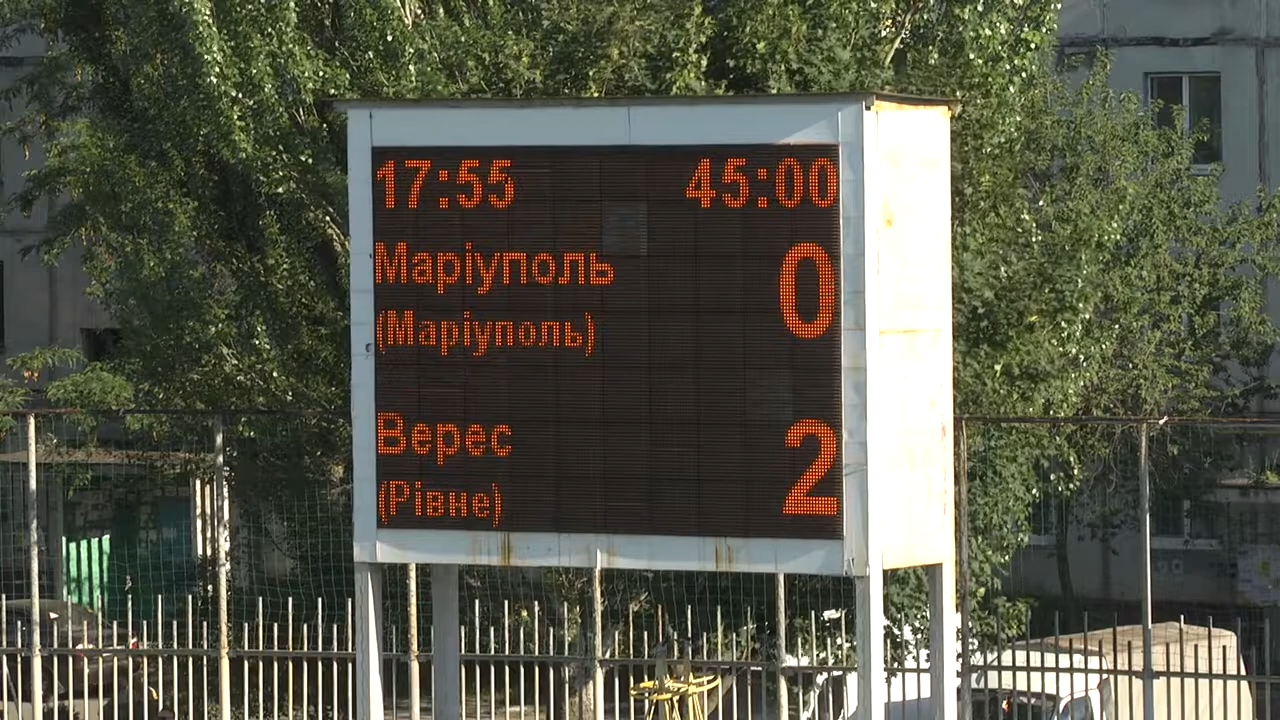 17:55 45:00
Маріуполь 0
(Маріуполь)
Верес 2
(Рівне)